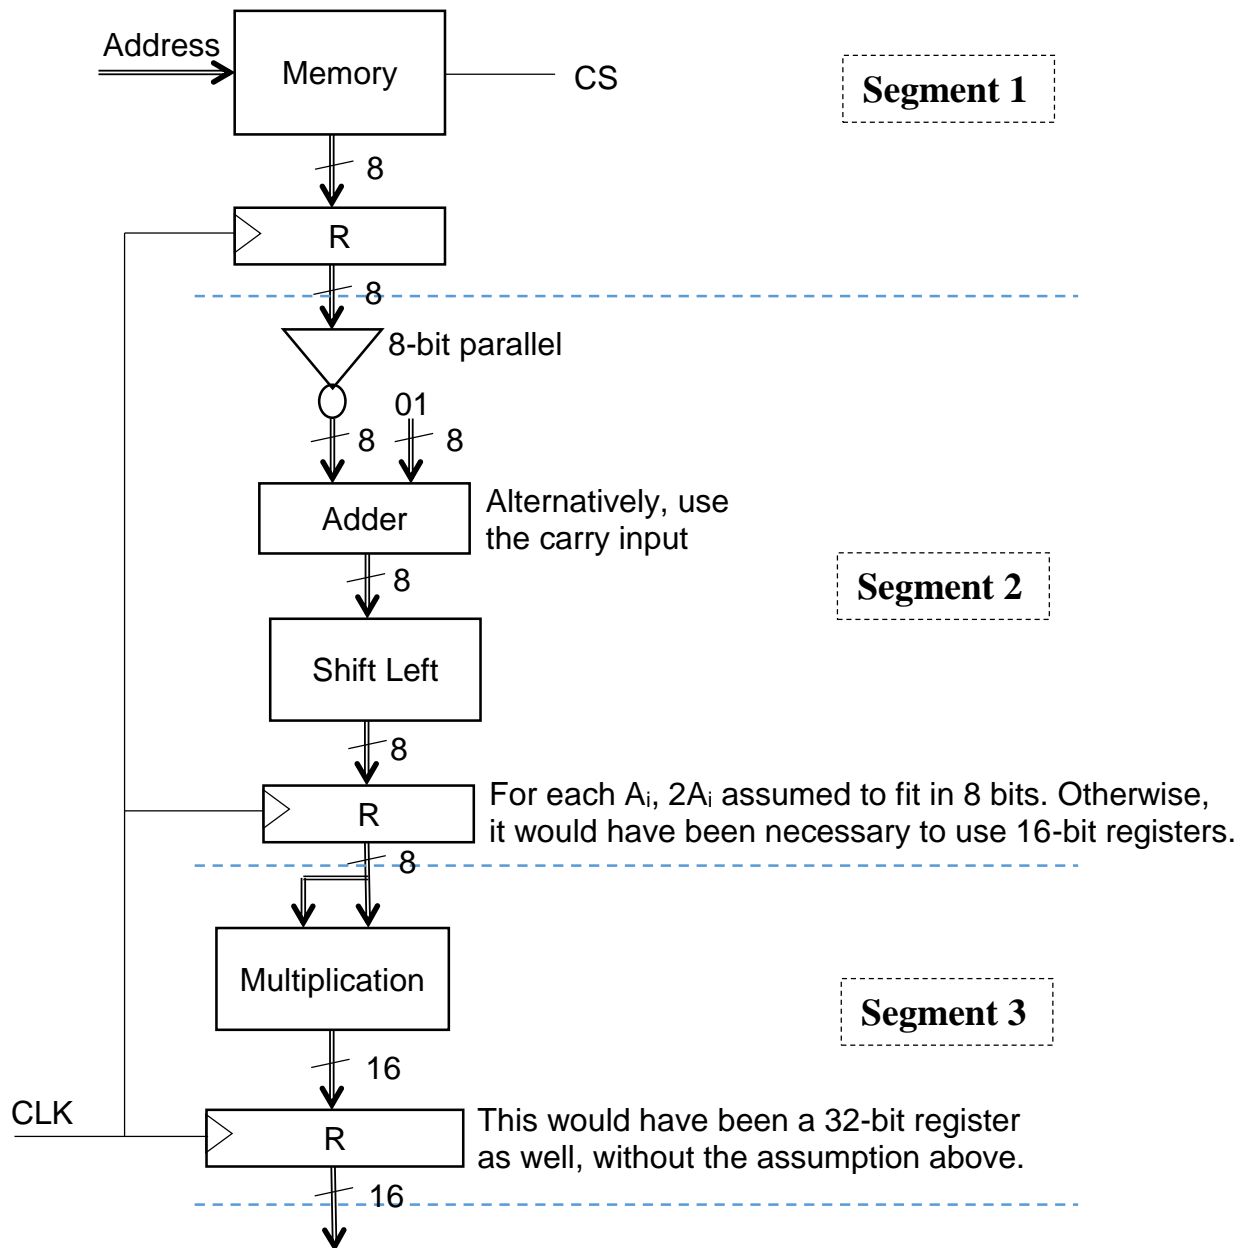 Address
Memory
CS
Segment 1
8
R
8
8-bit parallel
01
8
8
Adder
Alternatively, use
the carry input
8
Segment 2
Shift Left
8
R
For each Aᵢ, 2Aᵢ assumed to fit in 8 bits. Otherwise,
it would have been necessary to use 16-bit registers.
8
Multiplication
Segment 3
16
CLK
R
This would have been a 32-bit register
as well, without the assumption above.
16